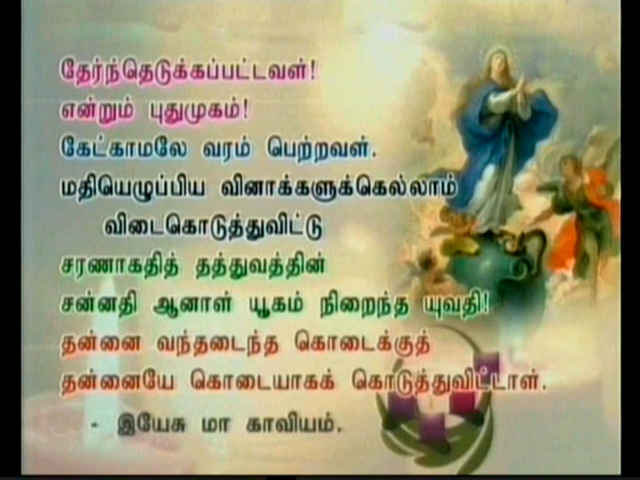 தேர்ந்தெடுக்கப்பட்டவள்!
என்றும் புதுமுகம்!
கேட்காமலே வரம் பெற்றவள்.
மதியெழுப்பிய வினாக்களுக்கெல்லாம்
விடைகொடுத்துவிட்டு
சரணாகதித் தத்துவத்தின்
சன்னதி ஆனாள் யூகம் நிறைந்த யுவதி!
தன்னை வந்தடைந்த கொடைக்குத்
தன்னையே கொடையாகக் கொடுத்துவிட்டாள்.
- இயேசு மா காவியம்.